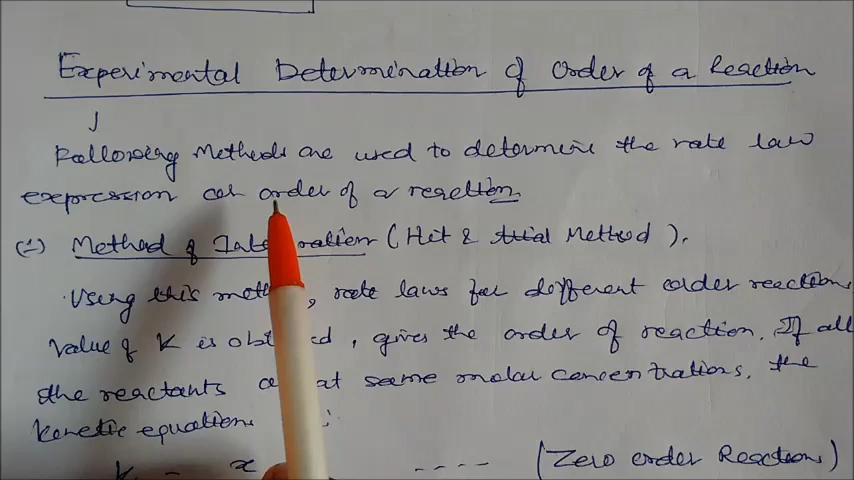 Experimental Determination of Order of a Reaction
Following Methods are used to determine the rate law
expression or order of a reaction.
(i) Method of Integration (Hit & trial Method).
Using this method, rate laws for different order reactions
value of K is obtained, gives the order of reaction. If all
the reactants at same molar concentrations, the
kinetic equations
K = x ---- (Zero order Reactions)